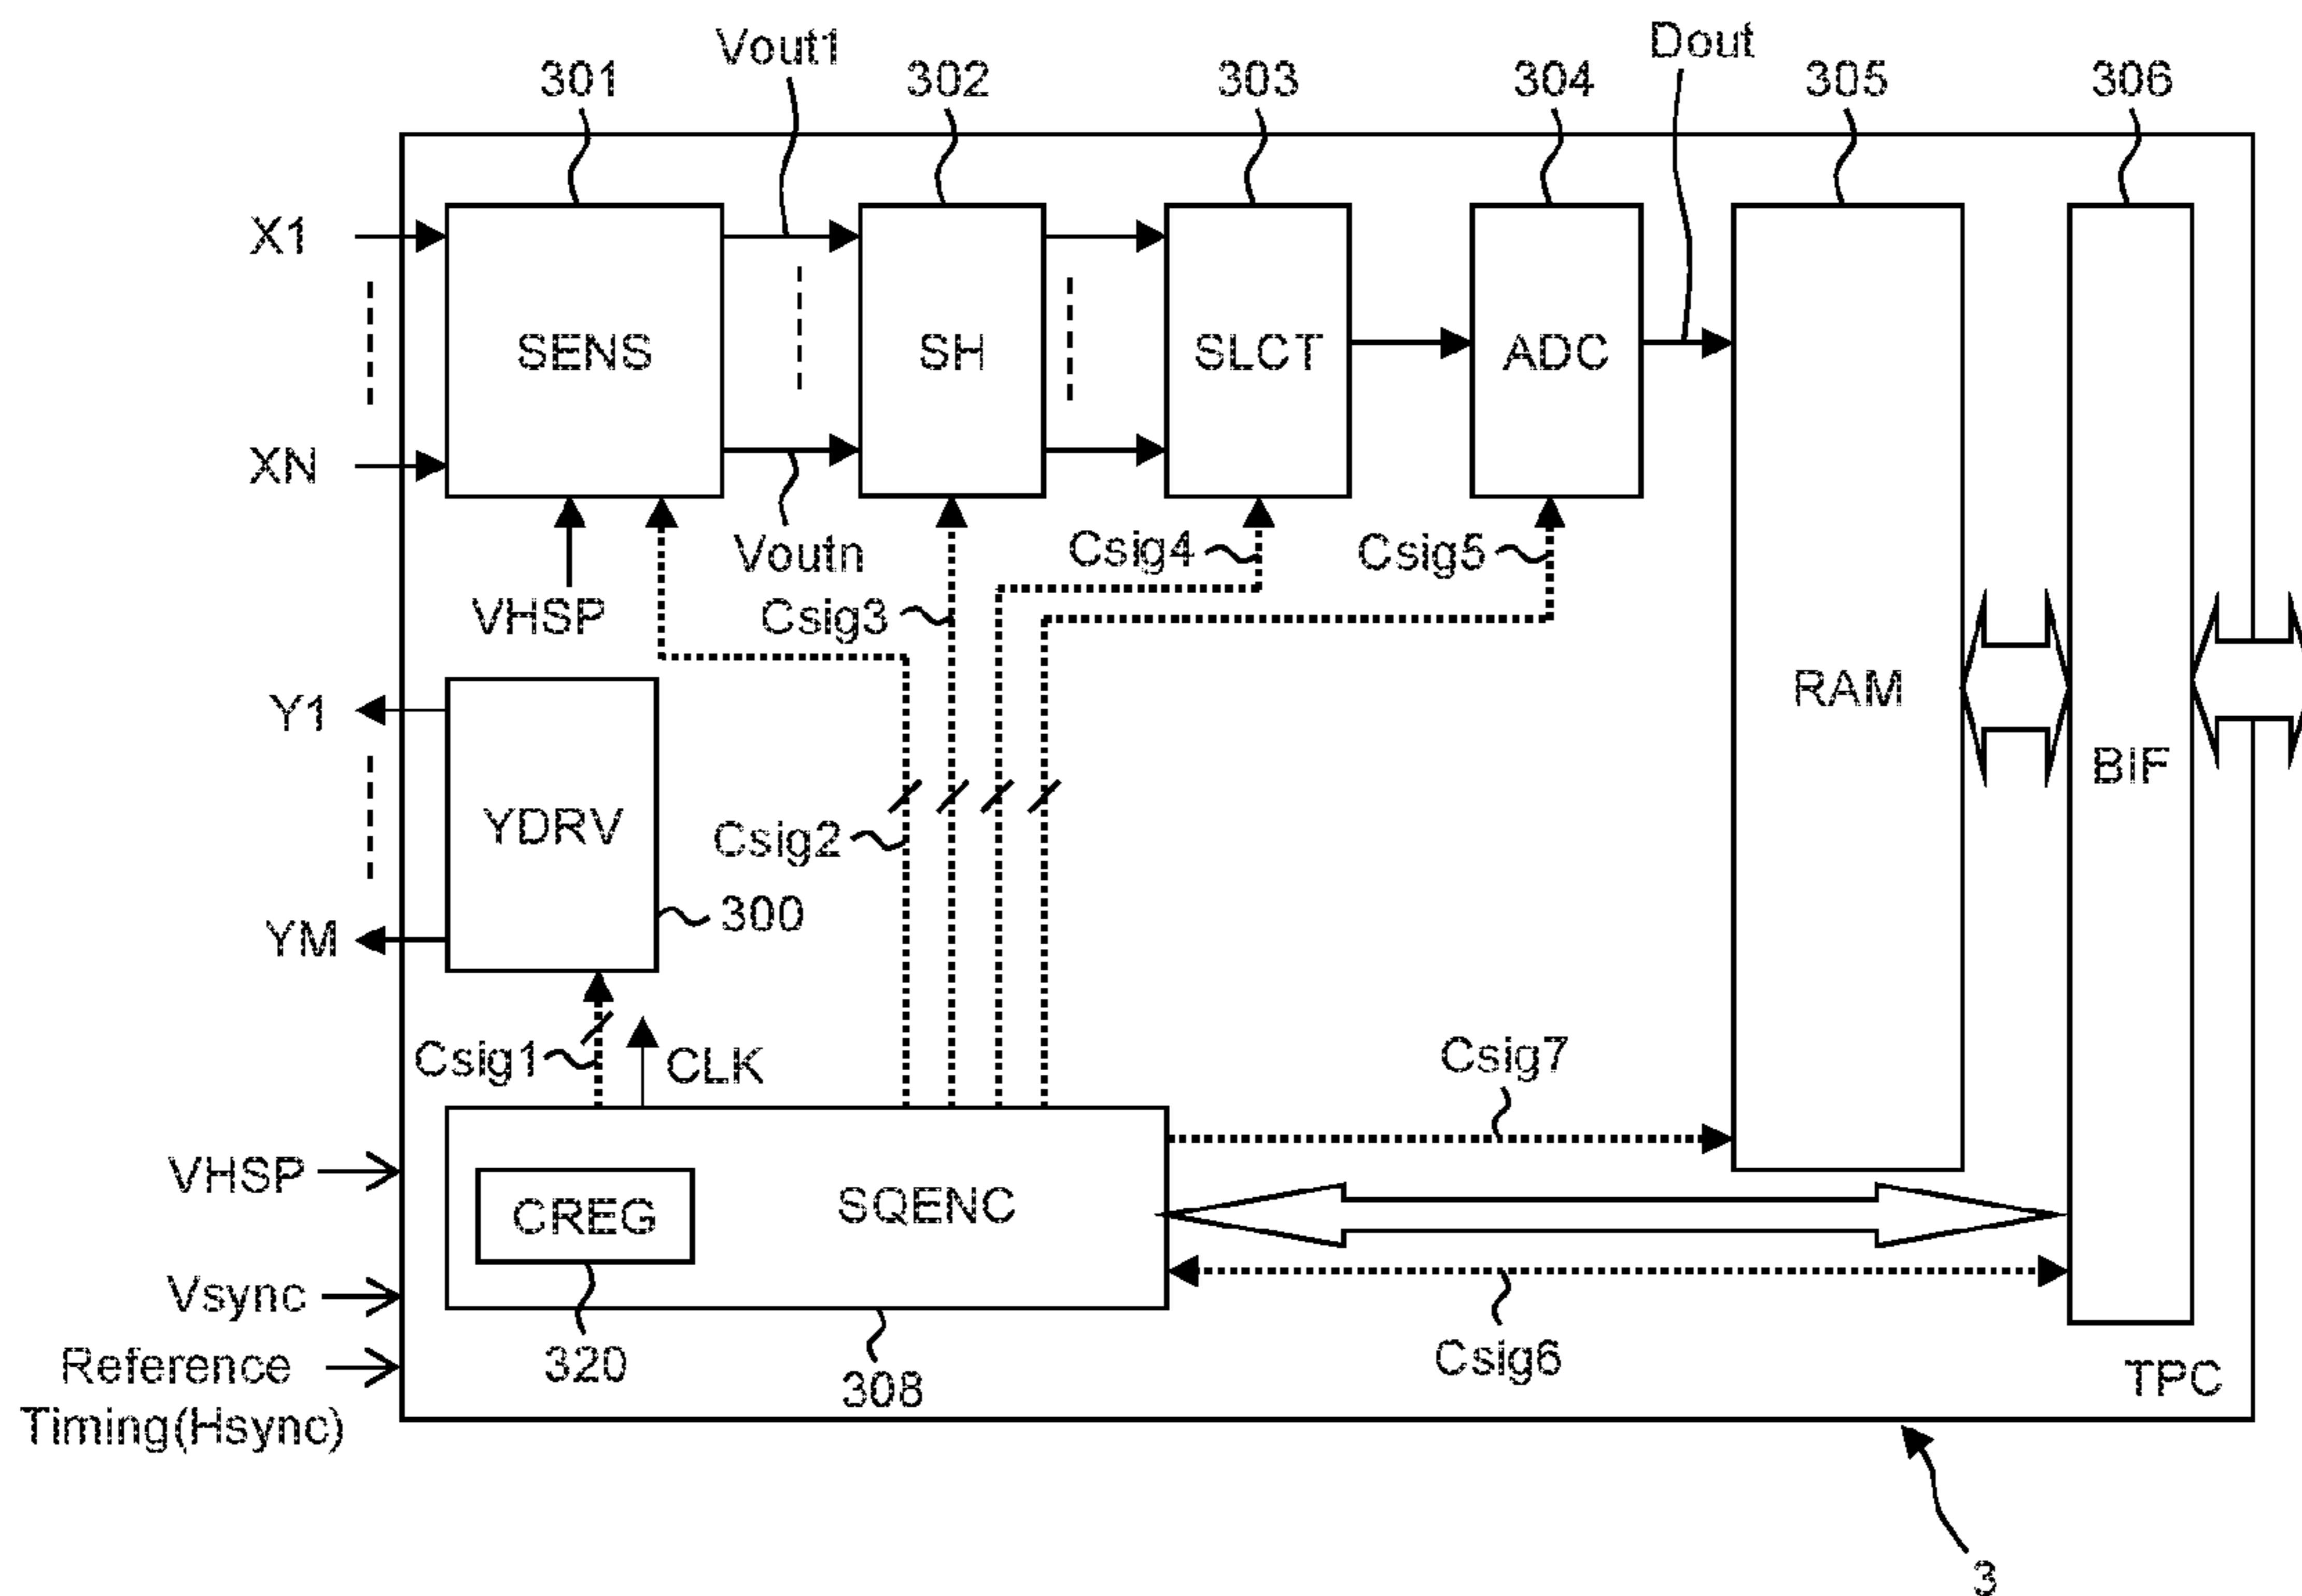 Vout1
Dout
301
302
303
304
305
306
X1
XN
SENS
SH
SLCT
ADC
RAM
BIF
VHSP
Voutn
Csig3
Csig4
Csig5
Y1
YM
YDRV
300
Csig2
Csig1
CLK
Csig7
VHSP
CREG
SQENC
Vsync
320
308
Csig6
TPC
Reference
Timing(Hsync)
3